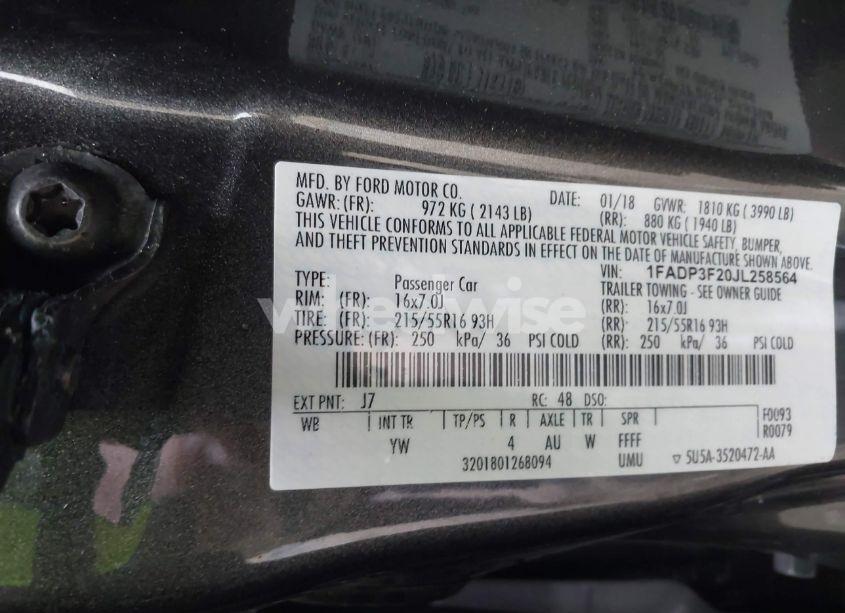 MFD. BY FORD MOTOR CO. DATE: 01/18 GVWR: 1810 KG ( 3990 LB)
GAWR: (FR): 972 KG ( 2143 LB) (RR): 880 KG ( 1940 LB)
THIS VEHICLE CONFORMS TO ALL APPLICABLE FEDERAL MOTOR VEHICLE SAFETY, BUMPER,
AND THEFT PREVENTION STANDARDS IN EFFECT ON THE DATE OF MANUFACTURE SHOWN ABOVE.
VIN: 1FADP3F20JL258564
TYPE: Passenger Car TRAILER TOWING - SEE OWNER GUIDE
RIM: (FR): 16x7.0J (RR): 16x7.0J
TIRE: (FR): 215/55R16 93H (RR): 215/55R16 93H
PRESSURE: (FR): 250 kPa/ 36 PSI COLD (RR): 250 kPa/ 36 PSI COLD
wheelwise
EXT PNT: J7 RC: 48 DSO: F0093
WB INT TR TP/PS R AXLE TR SPR R0079
YW 4 AU W FFFF
3201801268094 UMU ▽ 5U5A-3520472-AA